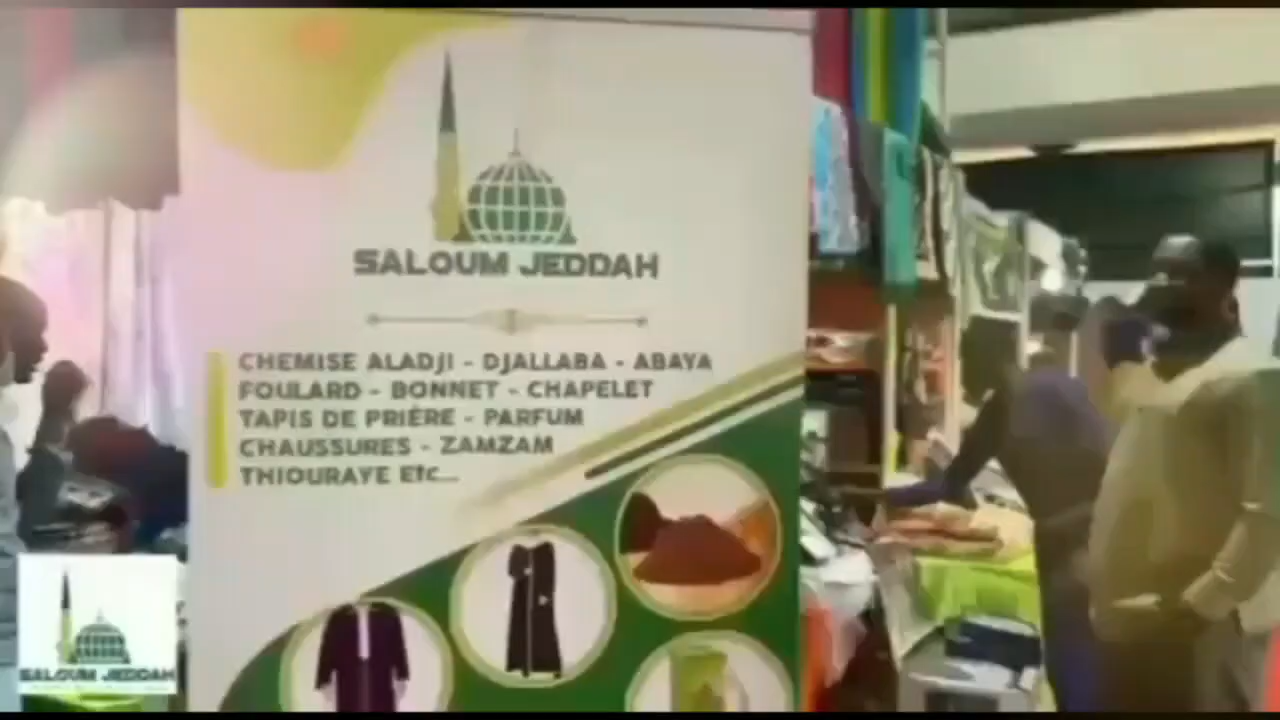 SALOUM JEDDAH
CHEMISE ALADJI - DJALLABA - ABAYA
FOULARD - BONNET - CHAPELET
TAPIS DE PRIÈRE - PARFUM
CHAUSSURES - ZAMZAM
THIOURAYE Etc...
SALOUM JEDDAH